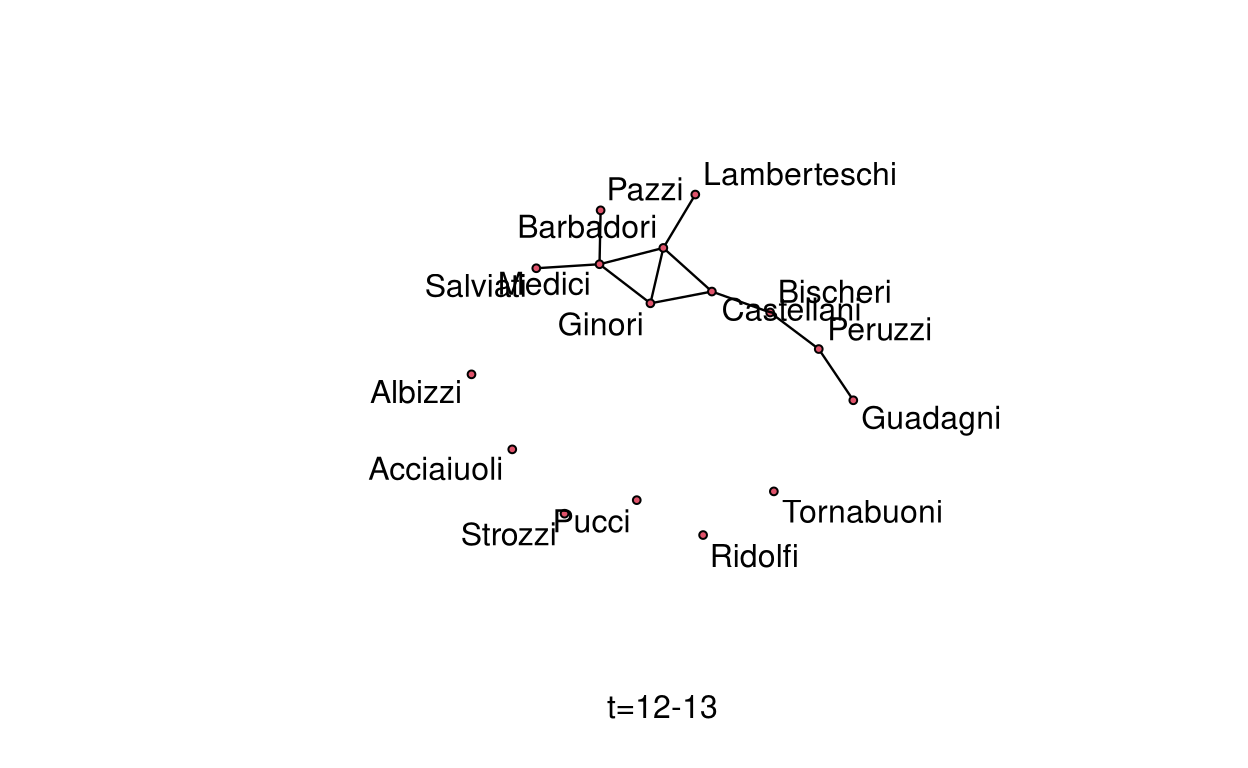 Lamberteschi
Pazzi
Barbadori
Salviati
Medici
Bischeri
Castellani
Ginori
Peruzzi
Albizzi
Guadagni
Acciaiuoli
Tornabuoni
Pucci
Strozzi
Ridolfi
t=12-13